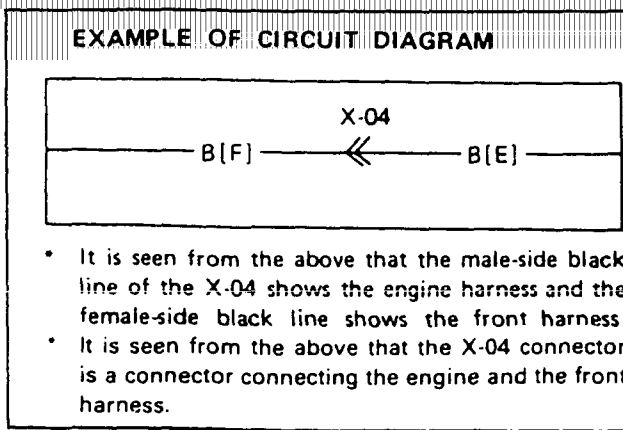 EXAMPLE OF CIRCUIT DIAGRAM
X-04
B[F] B[E]
* It is seen from the above that the male-side black
line of the X-04 shows the engine harness and the
female-side black line shows the front harness
* It is seen from the above that the X-04 connector
is a connector connecting the engine and the front
harness.